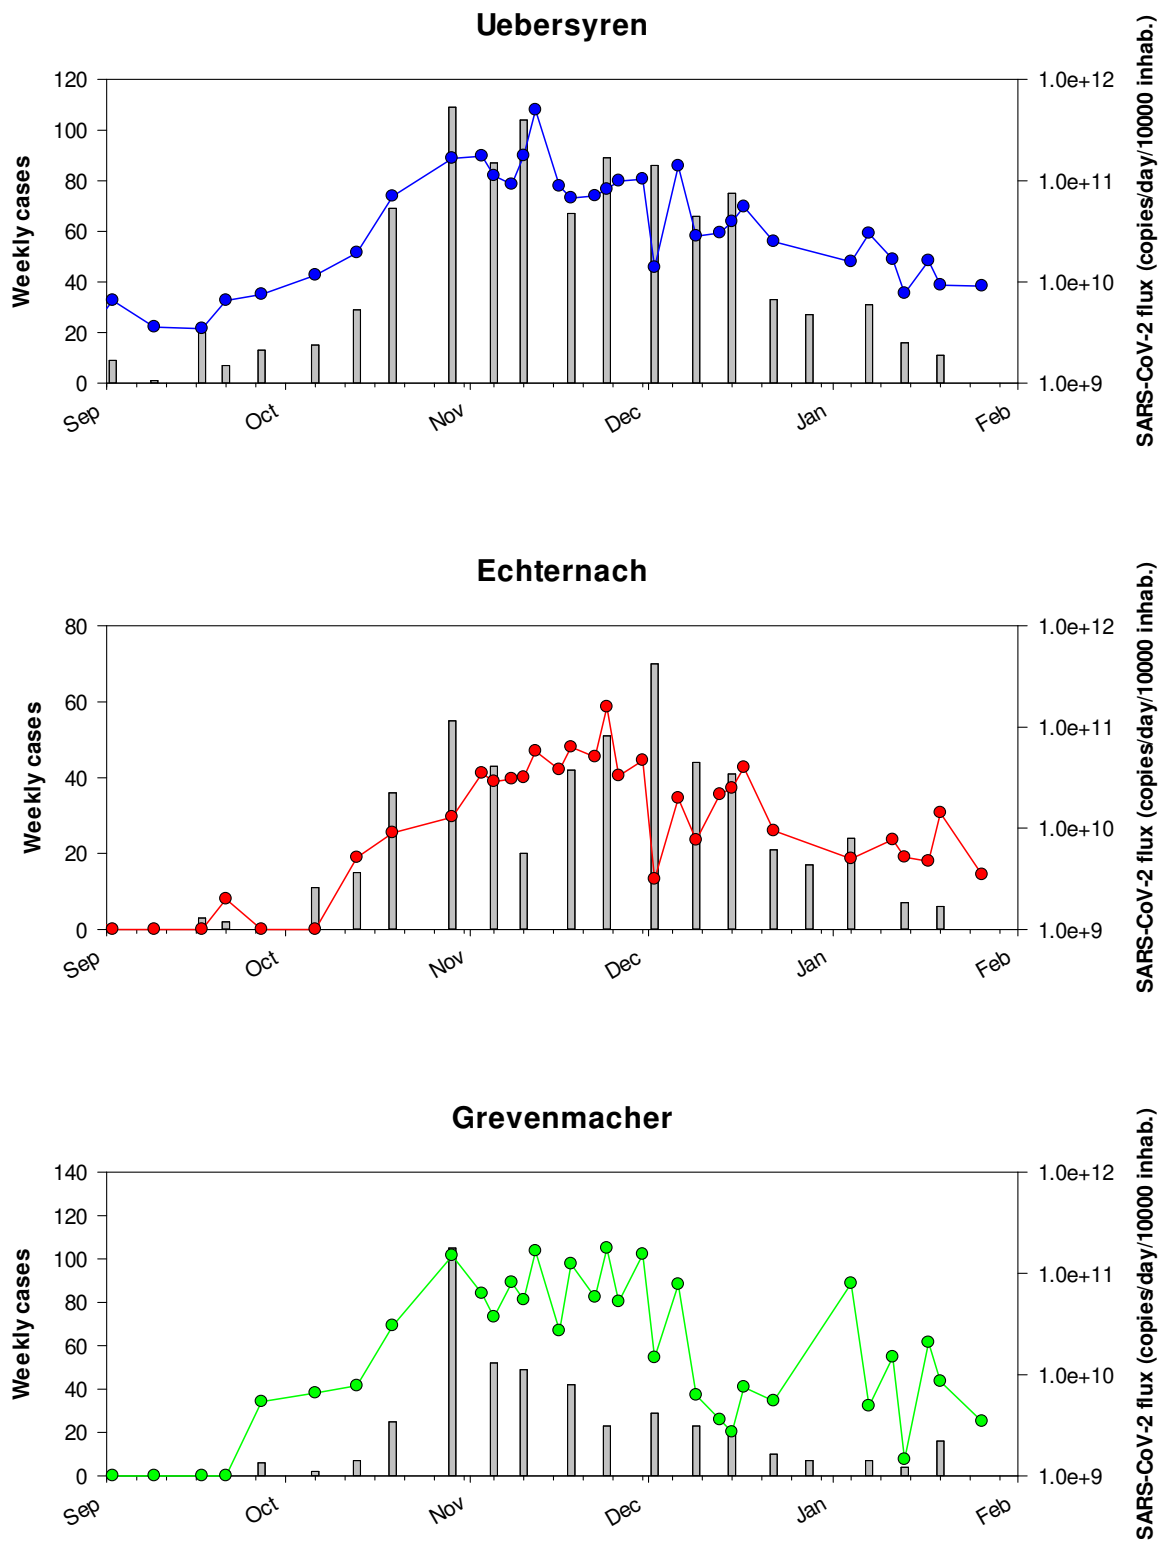 Uebersyren
120
100
80
60
40
20
0
Weekly cases
1.0e+12
1.0e+11
1.0e+10
1.0e+9
SARS-CoV-2 flux (copies/day/10000 inhab.)
Sep Oct Nov Dec Jan Feb
Echternach
80
60
40
20
0
Weekly cases
1.0e+12
1.0e+11
1.0e+10
1.0e+9
SARS-CoV-2 flux (copies/day/10000 inhab.)
Sep Oct Nov Dec Jan Feb
Grevenmacher
140
120
100
80
60
40
20
0
Weekly cases
1.0e+12
1.0e+11
1.0e+10
1.0e+9
SARS-CoV-2 flux (copies/day/10000 inhab.)
Sep Oct Nov Dec Jan Feb